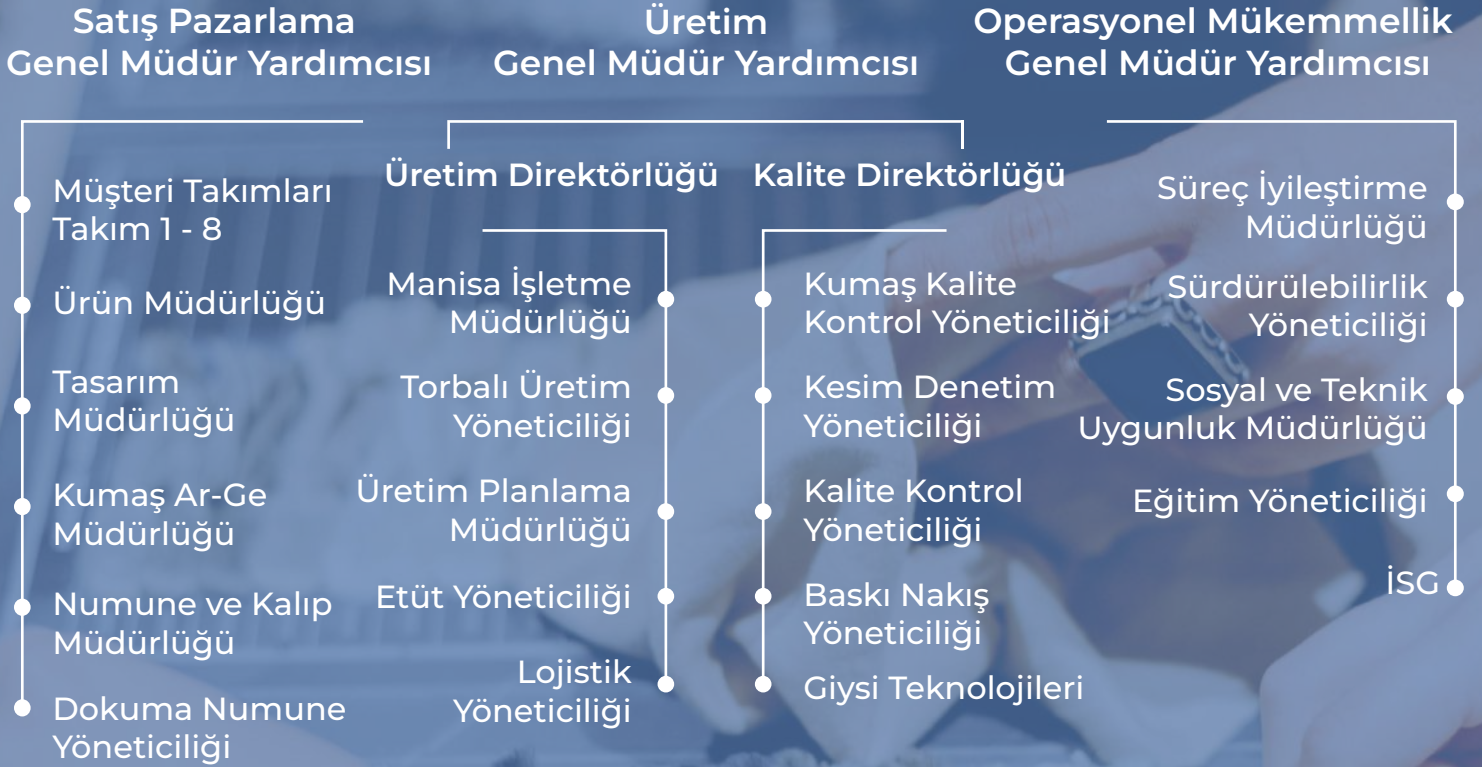 Satış Pazarlama
Genel Müdür Yardımcısı
Müşteri Takımları
Takım 1 - 8
Ürün Müdürlüğü
Tasarım
Müdürlüğü
Kumaş Ar-Ge
Müdürlüğü
Numune ve Kalıp
Müdürlüğü
Dokuma Numune
Yöneticiliği
Üretim
Genel Müdür Yardımcısı
Üretim Direktörlüğü
Manisa İşletme
Müdürlüğü
Torbalı Üretim
Yöneticiliği
Üretim Planlama
Müdürlüğü
Etüt Yöneticiliği
Lojistik
Yöneticiliği
Kalite Direktörlüğü
Kumaş Kalite
Kontrol Yöneticiliği
Kesim Denetim
Yöneticiliği
Kalite Kontrol
Yöneticiliği
Baskı Nakış
Yöneticiliği
Giysi Teknolojileri
Operasyonel Mükemmellik
Genel Müdür Yardımcısı
Süreç İyileştirme
Müdürlüğü
Sürdürülebilirlik
Yöneticiliği
Sosyal ve Teknik
Uygunluk Müdürlüğü
Eğitim Yöneticiliği
İSG